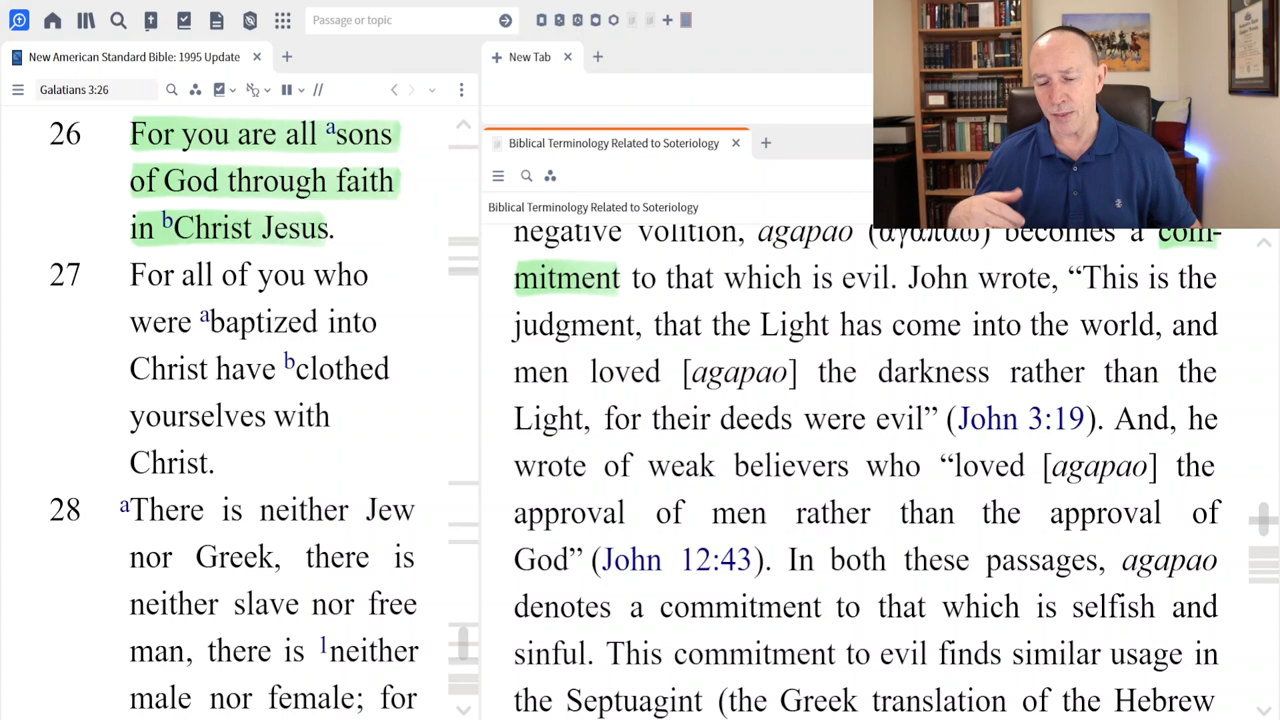 Passage or topic
New American Standard Bible: 1995 Update
New Tab
Galatians 3:26
26 For you are all ᵃsons
of God through faith
in ᵇChrist Jesus.
27 For all of you who
were ᵃbaptized into
Christ have ᵇclothed
yourselves with
Christ.
28 ᵃThere is neither Jew
nor Greek, there is
neither slave nor free
man, there is ¹neither
male nor female; for
Biblical Terminology Related to Soteriology
Biblical Terminology Related to Soteriology
negative volition, agapao (ἀγαπάω) becomes a com-
mitment to that which is evil. John wrote, “This is the
judgment, that the Light has come into the world, and
men loved [agapao] the darkness rather than the
Light, for their deeds were evil” (John 3:19). And, he
wrote of weak believers who “loved [agapao] the
approval of men rather than the approval of
God” (John 12:43). In both these passages, agapao
denotes a commitment to that which is selfish and
sinful. This commitment to evil finds similar usage in
the Septuagint (the Greek translation of the Hebrew